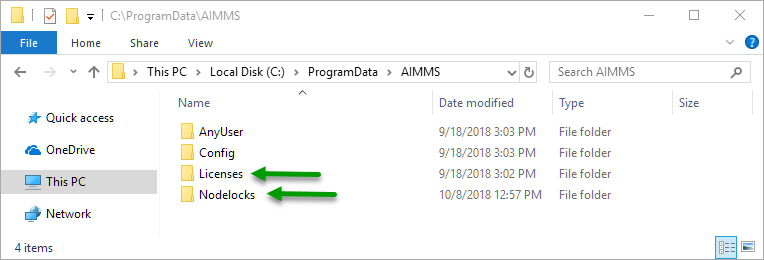 C:\ProgramData\AIMMS
File Home Share View
This PC Local Disk (C:) ProgramData AIMMS Search AIMMS
Name Date modified Type Size
Quick access
OneDrive
This PC
Network
AnyUser 9/18/2018 3:03 PM File folder
Config 9/18/2018 3:03 PM File folder
Licenses 9/18/2018 3:02 PM File folder
Nodelocks 10/8/2018 12:57 PM File folder
4 items